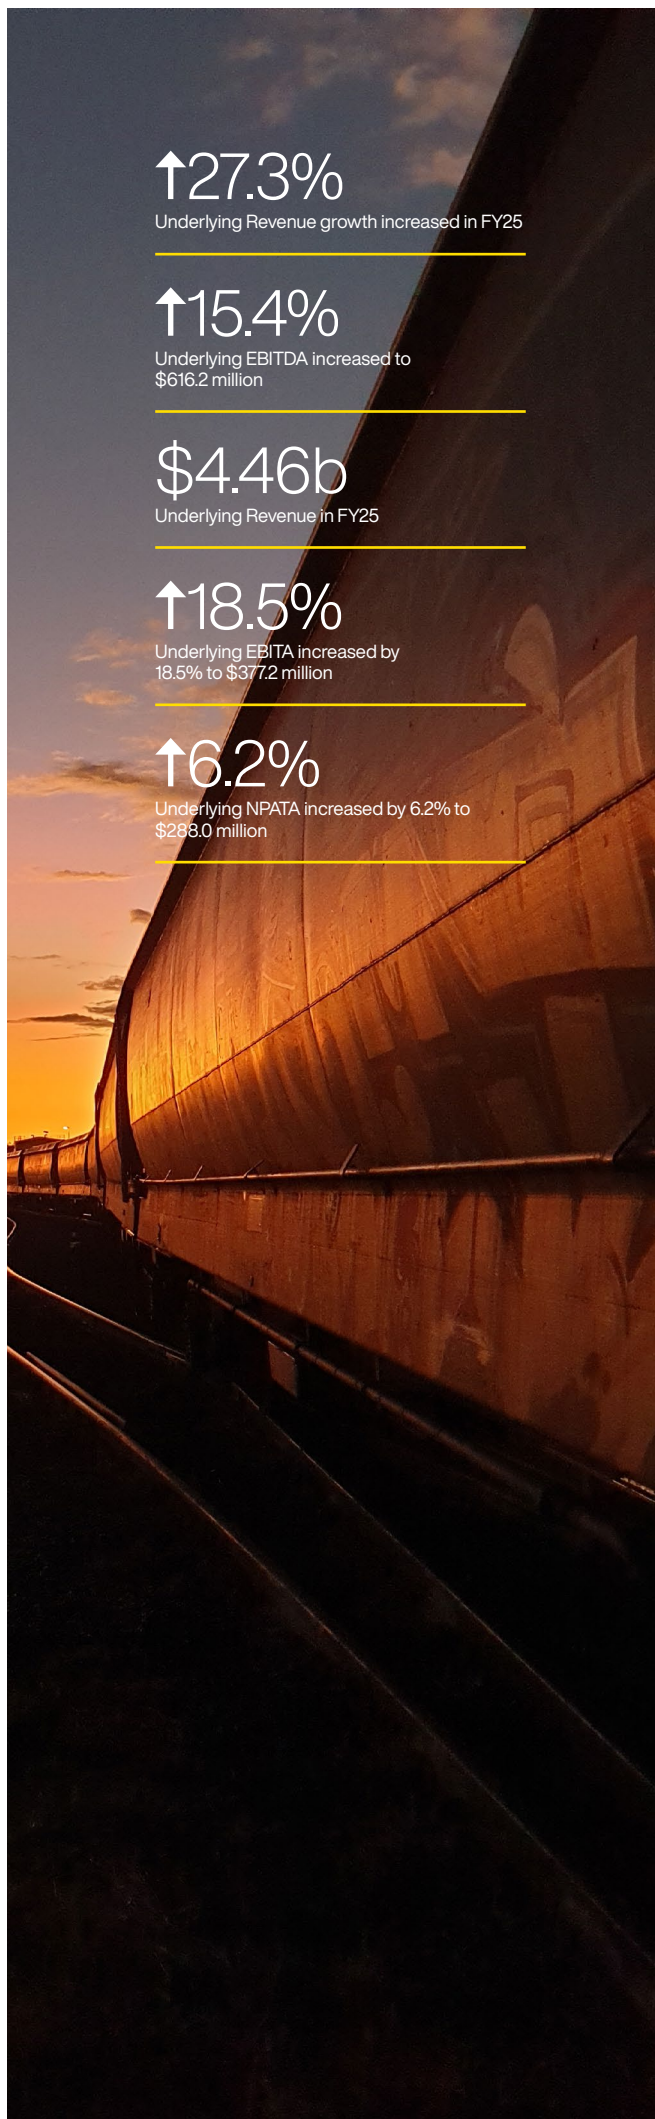 ↑27.3%
Underlying Revenue growth increased in FY25
↑15.4%
Underlying EBITDA increased to
$616.2 million
$4.46b
Underlying Revenue in FY25
↑18.5%
Underlying EBITA increased by
18.5% to $377.2 million
↑6.2%
Underlying NPATA increased by 6.2% to
$288.0 million